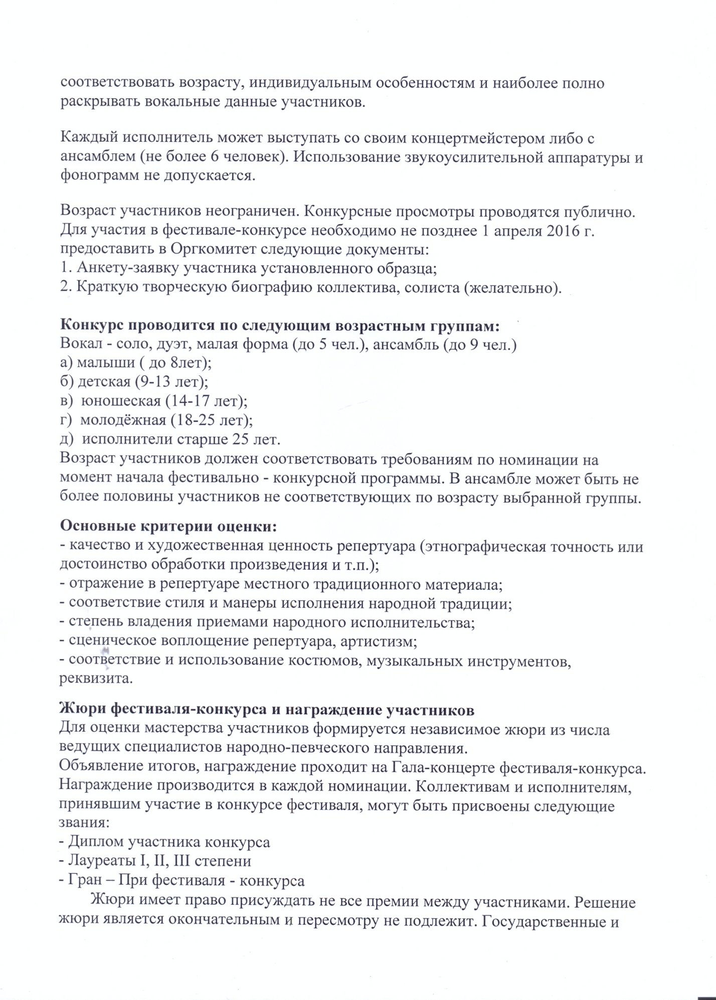 соответствовать возрасту, индивидуальным особенностям и наиболее полно
раскрывать вокальные данные участников.
Каждый исполнитель может выступать со своим концертмейстером либо с
ансамблем (не более 6 человек). Использование звукоусилительной аппаратуры и
фонограмм не допускается.
Возраст участников неограничен. Конкурсные просмотры проводятся публично.
Для участия в фестивале-конкурсе необходимо не позднее 1 апреля 2016 г.
предоставить в Оргкомитет следующие документы:
1. Анкету-заявку участника установленного образца;
2. Краткую творческую биографию коллектива, солиста (желательно).
Конкурс проводится по следующим возрастным группам:
Вокал - соло, дуэт, малая форма (до 5 чел.), ансамбль (до 9 чел.)
а) малыши ( до 8лет);
б) детская (9-13 лет);
в)  юношеская (14-17 лет);
г)  молодёжная (18-25 лет);
д)  исполнители старше 25 лет.
Возраст участников должен соответствовать требованиям по номинации на
момент начала фестивально - конкурсной программы. В ансамбле может быть не
более половины участников не соответствующих по возрасту выбранной группы.
Основные критерии оценки:
- качество и художественная ценность репертуара (этнографическая точность или
достоинство обработки произведения и т.п.);
- отражение в репертуаре местного традиционного материала;
- соответствие стиля и манеры исполнения народной традиции;
- степень владения приемами народного исполнительства;
- сценическое воплощение репертуара, артистизм;
- соответствие и использование костюмов, музыкальных инструментов,
реквизита.
Жюри фестиваля-конкурса и награждение участников
Для оценки мастерства участников формируется независимое жюри из числа
ведущих специалистов народно-певческого направления.
Объявление итогов, награждение проходит на Гала-концерте фестиваля-конкурса.
Награждение производится в каждой номинации. Коллективам и исполнителям,
принявшим участие в конкурсе фестиваля, могут быть присвоены следующие
звания:
- Диплом участника конкурса
- Лауреаты I, II, III степени
- Гран – При фестиваля - конкурса
Жюри имеет право присуждать не все премии между участниками. Решение
жюри является окончательным и пересмотру не подлежит. Государственные и